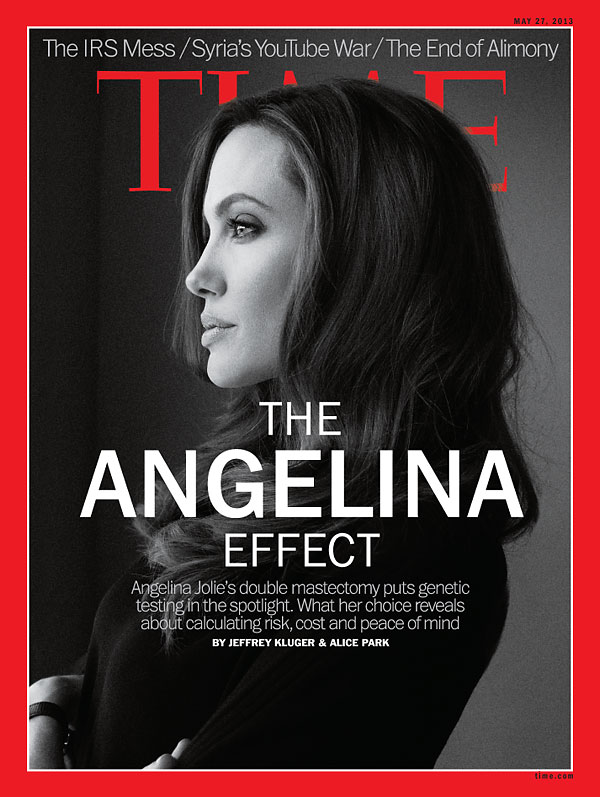 MAY 27, 2013
The IRS Mess / Syria's YouTube War / The End of Alimony
TIME
THE
ANGELINA
EFFECT
Angelina Jolie's double mastectomy puts genetic
testing in the spotlight. What her choice reveals
about calculating risk, cost and peace of mind
BY JEFFREY KLUGER & ALICE PARK
time.com